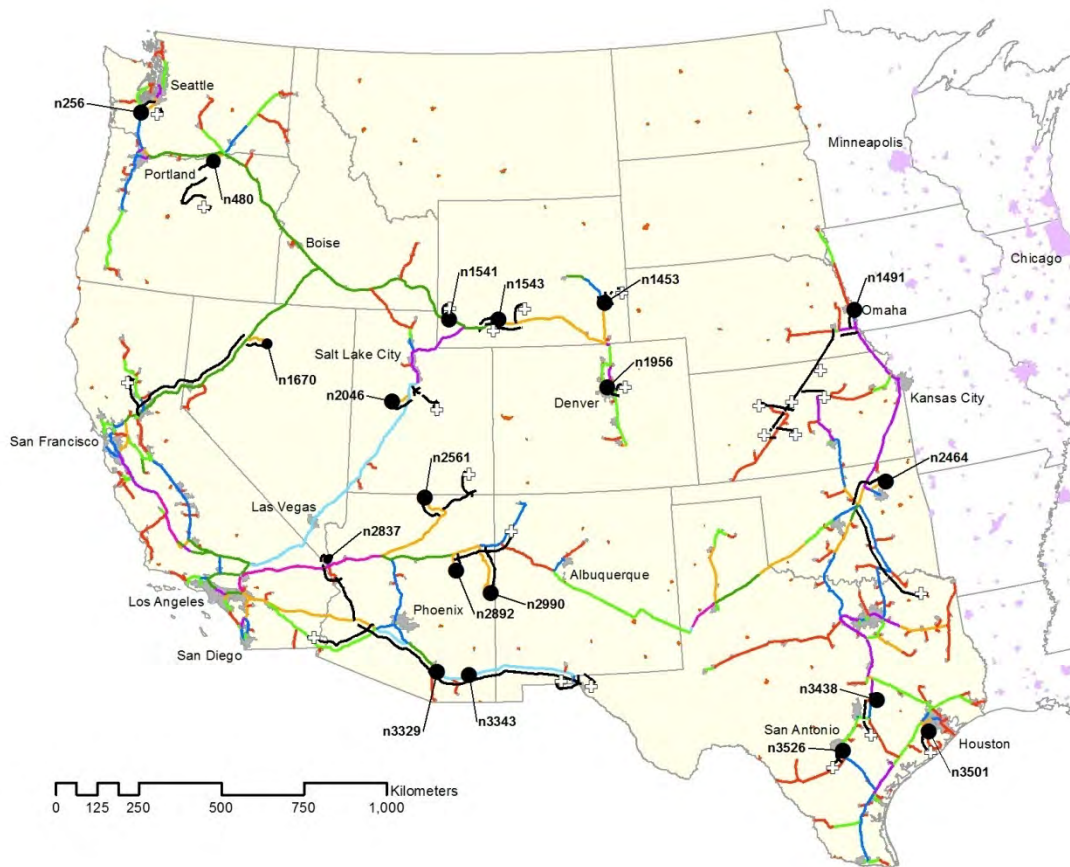 Seattle
n256
Minneapolis
Portland
n480
Chicago
Boise
n1541
n1543
n1453
n1491
Omaha
Salt Lake City
n1670
n1956
n2046
Denver
Kansas City
San Francisco
n2561
n2464
Las Vegas
n2837
Albuquerque
Los Angeles
Phoenix
n2892
n2990
San Diego
n3438
n3343
n3329
San Antonio
n3526
Houston
n3501
Kilometers
0 125 250 500 750 1,000